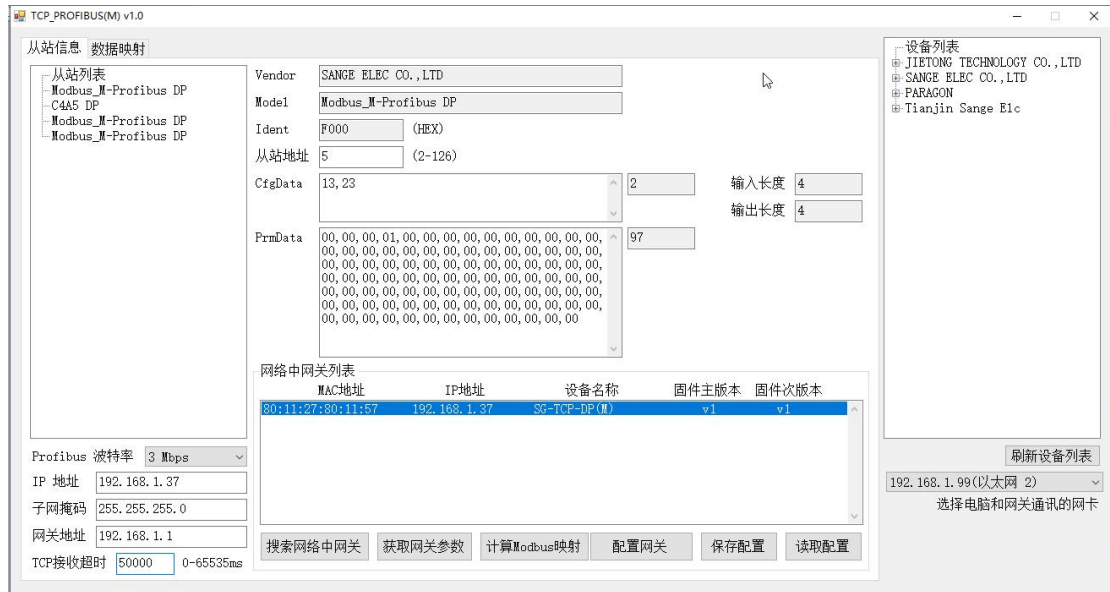 TCP_PROFIBUS(M) v1.0
从站信息 数据映射
从站列表
Modbus_M-Profibus DP
C4A5 DP
Modbus_M-Profibus DP
Modbus_M-Profibus DP
Vendor SANGE ELEC CO.,LTD
Model Modbus_M-Profibus DP
Ident F000 (HEX)
从站地址 5 (2-126)
CfgData 13,23 2 输入长度 4
输出长度 4
PrmData 00,00,00,01,00,00,00,00,00,00,00,00,00,00,00, 97
00,00,00,00,00,00,00,00,00,00,00,00,00,00,00,
00,00,00,00,00,00,00,00,00,00,00,00,00,00,00,
00,00,00,00,00,00,00,00,00,00,00,00,00,00,00,
00,00,00,00,00,00,00,00,00,00,00,00,00,00,00,
00,00,00,00,00,00,00,00,00,00,00,00,00,00,00,
00,00,00,00,00,00,00,00,00,00,00,00,00,00
网络中网关列表
MAC地址 IP地址 设备名称 固件主版本 固件次版本
80:11:27:80:11:57 192.168.1.37 SG-TCP-DP(M) v1 v1
Profibus 波特率 3 Mbps
IP 地址 192.168.1.37
子网掩码 255.255.255.0
网关地址 192.168.1.1
TCP接收超时 50000 0-65535ms
搜索网络中网关 获取网关参数 计算Modbus映射 配置网关 保存配置 读取配置
设备列表
JIETONG TECHNOLOGY CO.,LTD
SANGE ELEC CO.,LTD
PARAGON
Tianjin Sange Elc
刷新设备列表
192.168.1.99(以太网 2)
选择电脑和网关通讯的网卡